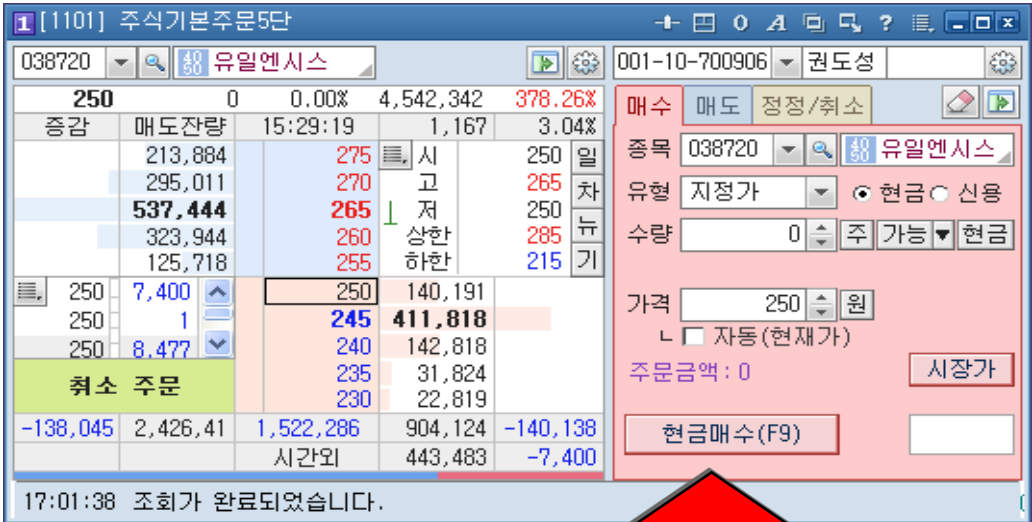 1 [1101] 주식기본주문5단
038720 유일엔시스
001-10-700906 권도성
250 0 0.00% 4,542,342 378.26%
증감 매도잔량 15:29:19 1,167 3.04%
213,884 275 시 250 일
295,011 270 고 265 차
537,444 265 저 250 뉴
323,944 260 상한 285
125,718 255 하한 215 기
250 7,400 250 140,191
250 1 245 411,818
250 8,477 240 142,818
취소 주문
235 31,824
230 22,819
-138,045 2,426,41 1,522,286 904,124 -140,138
시간외 443,483 -7,400
17:01:38 조회가 완료되었습니다.
매수 매도 정정/취소
종목 038720 유일엔시스
유형 지정가 현금 신용
수량 0 주 가능▼ 현금
가격 250 원
ㄴ 자동(현재가)
주문금액:0 시장가
현금매수(F9)